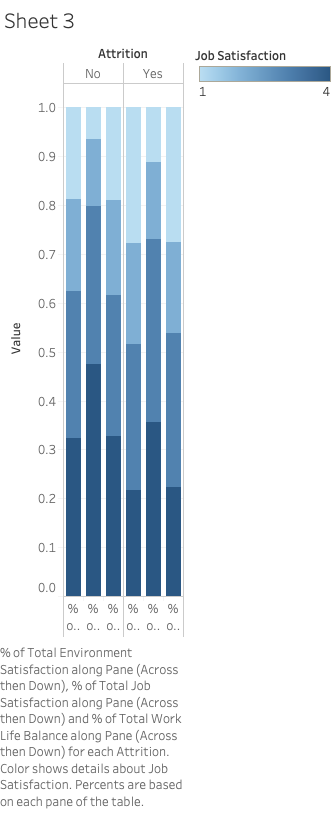 Sheet 3
Attrition
Job Satisfaction
No
Yes
1
4
1.0
0.9
0.8
0.7
0.6
0.5
0.4
0.3
0.2
0.1
0.0
Value
% % % % % %
o.. o.. o.. o.. o.. o..
% of Total Environment
Satisfaction along Pane (Across
then Down), % of Total Job
Satisfaction along Pane (Across
then Down) and % of Total Work
Life Balance along Pane (Across
then Down) for each Attrition.
Color shows details about Job
Satisfaction. Percents are based
on each pane of the table.